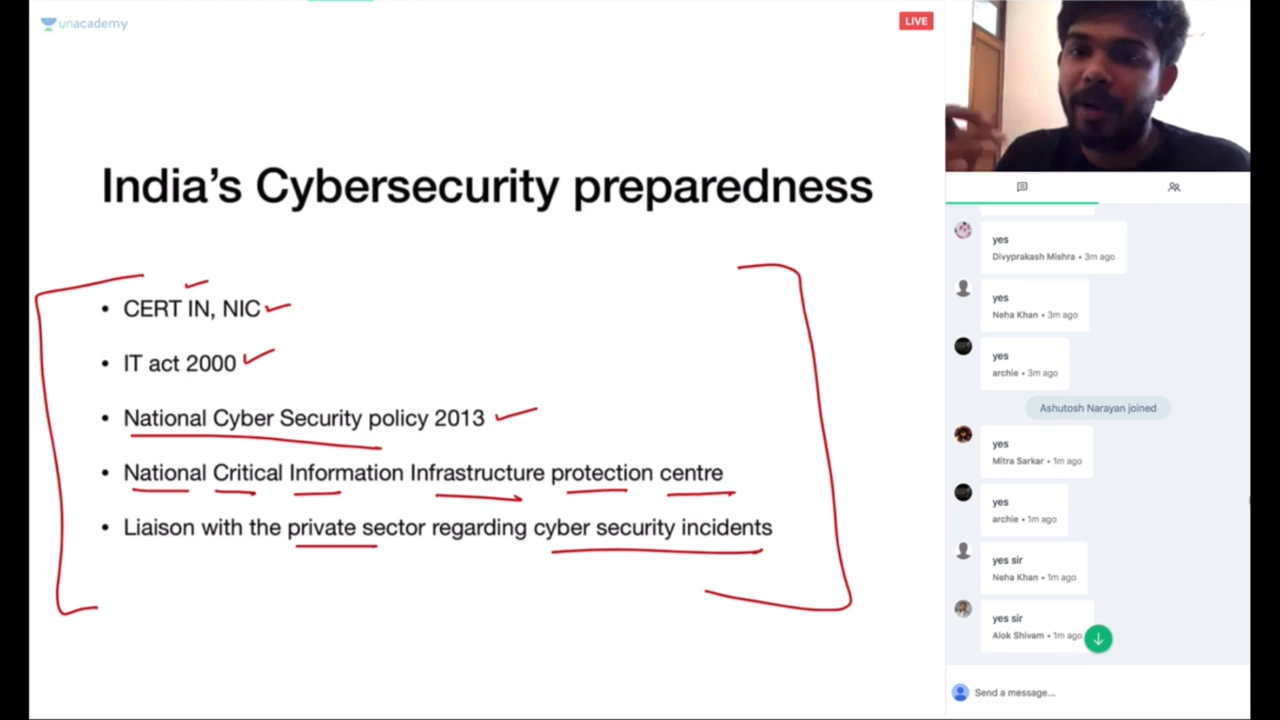 unacademy
LIVE
India's Cybersecurity preparedness
• CERT IN, NIC
• IT act 2000
• National Cyber Security policy 2013
• National Critical Information Infrastructure protection centre
• Liaison with the private sector regarding cyber security incidents
yes
Divyprakash Mishra • 3m ago
yes
Neha Khan • 3m ago
yes
archie • 3m ago
Ashutosh Narayan joined
yes
Mitra Sarkar • 1m ago
yes
archie • 1m ago
yes sir
Neha Khan • 1m ago
yes sir
Alok Shivam • 1m ago
Send a message...